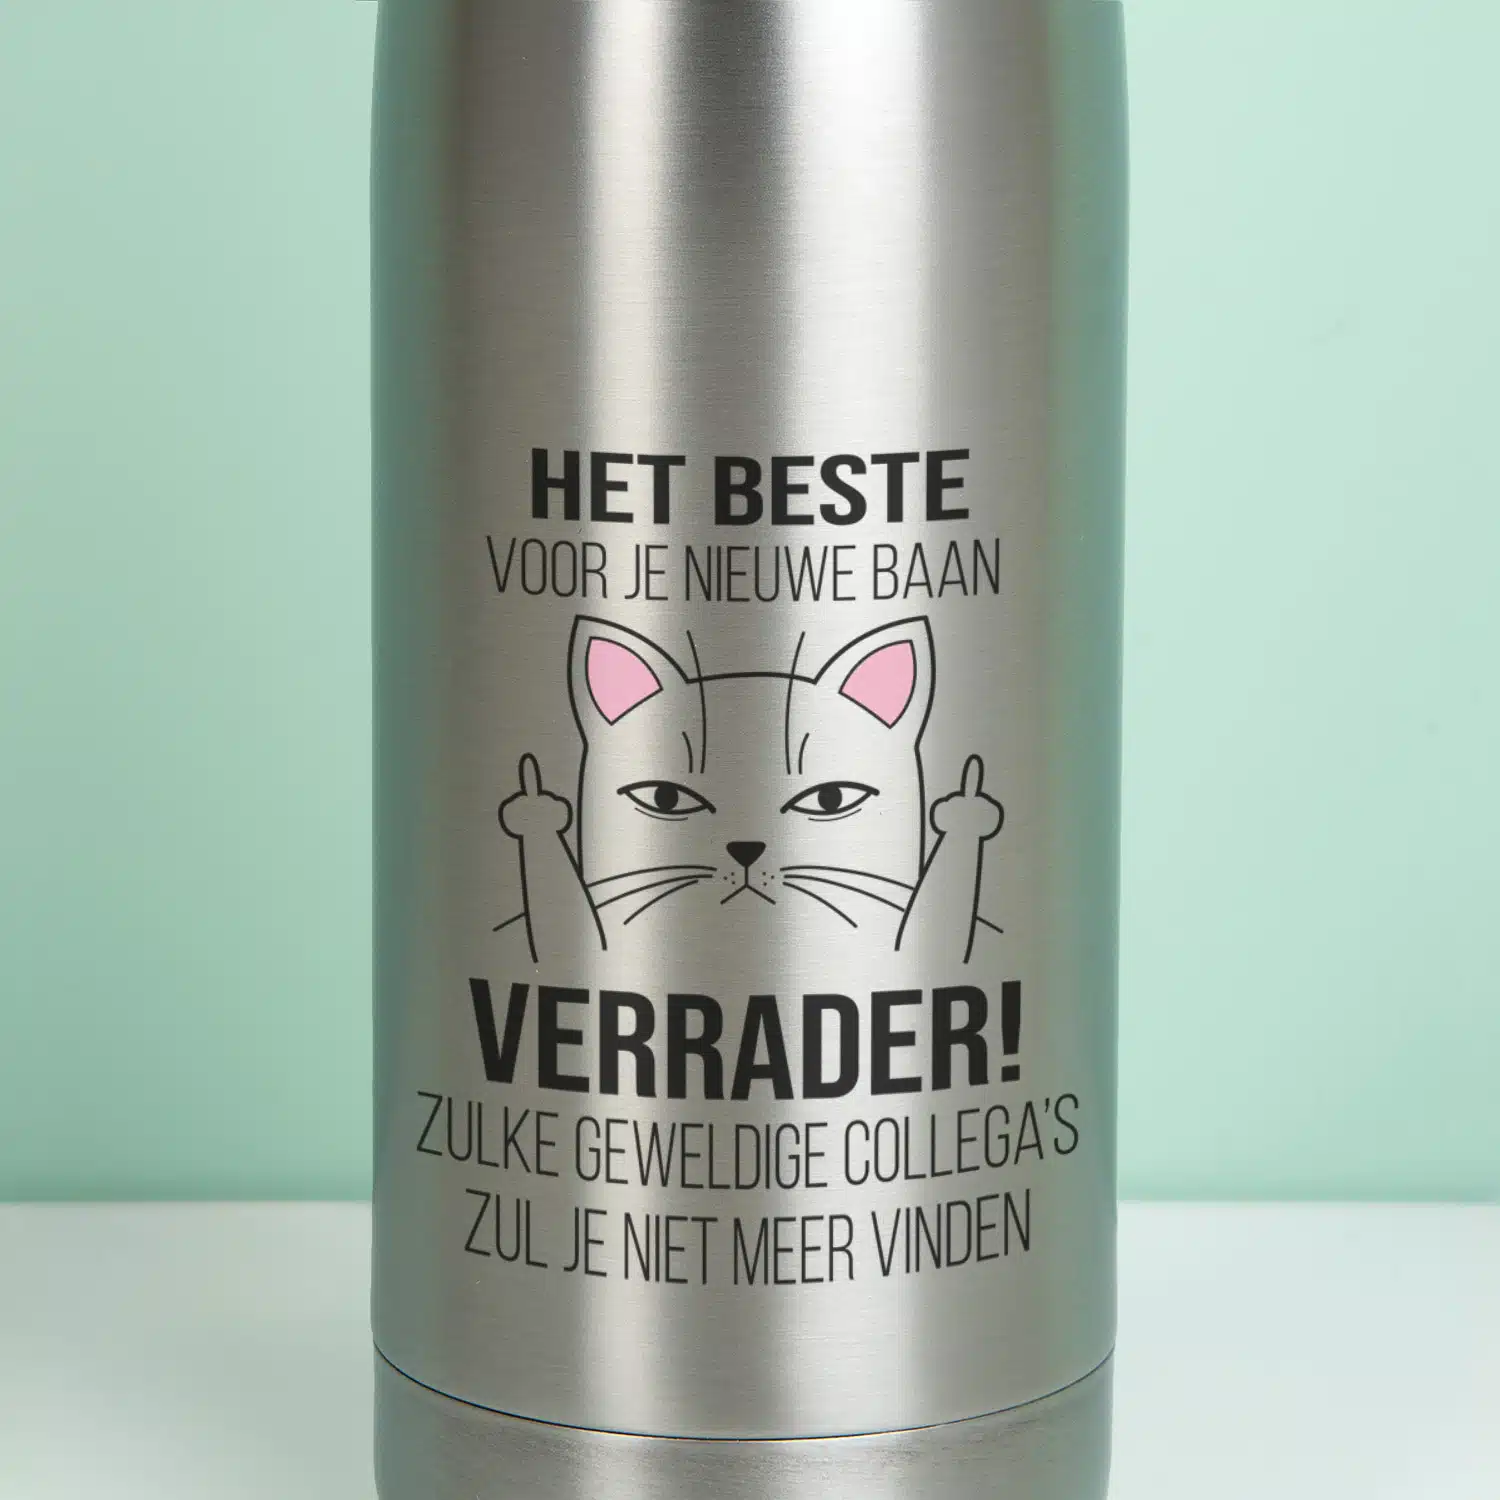 HET BESTE
VOOR JE NIEUWE BAAN
VERRADER!
ZULKE GEWELDIGE COLLEGA'S
ZUL JE NIET MEER VINDEN